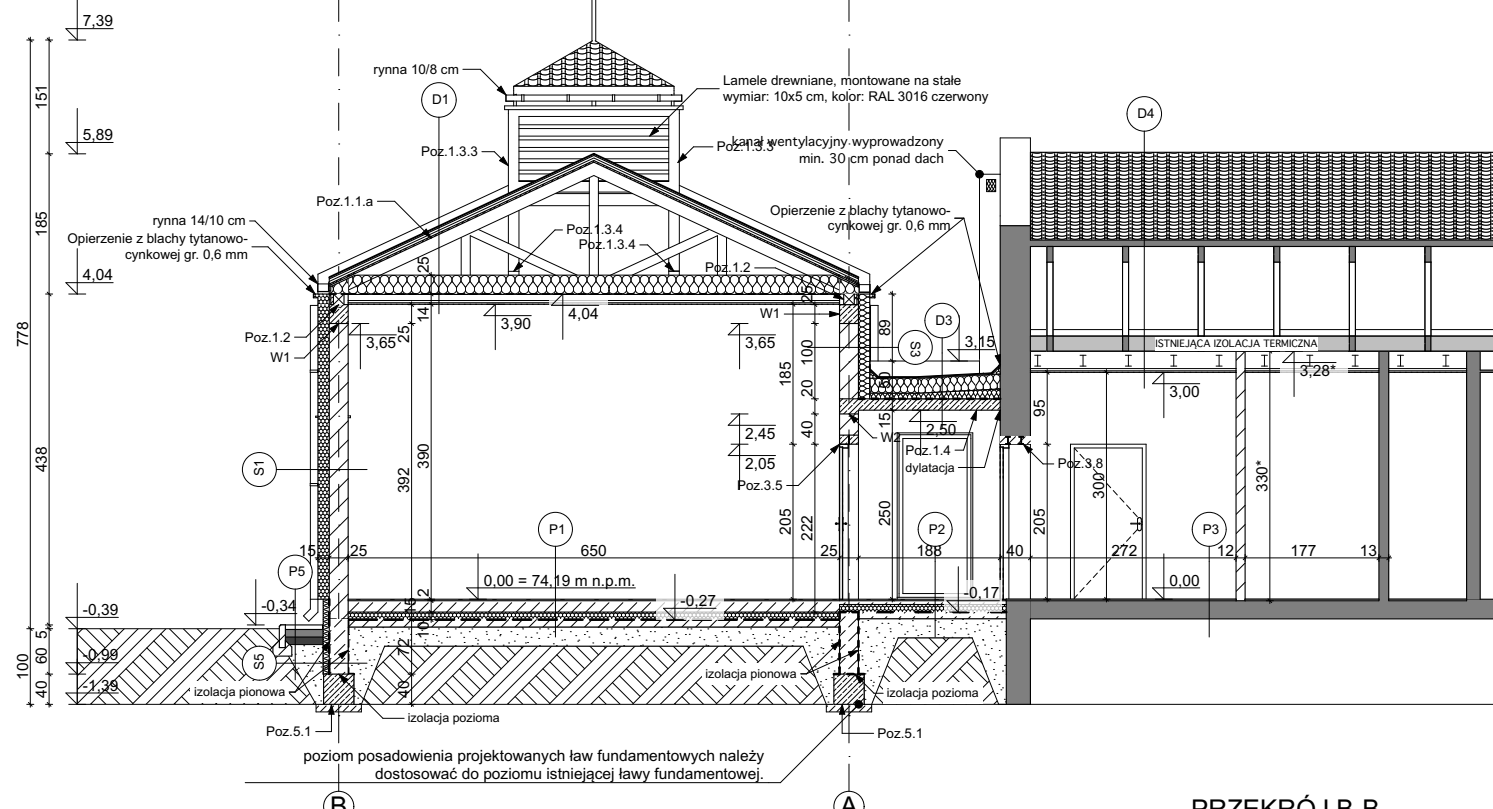 7,39
rynna 10/8 cm
D1
Lamele drewniane, montowane na stałe
wymiar: 10x5 cm, kolor: RAL 3016 czerwony
151
5,89
D4
Poz.1.3.3
Poz.1.3.3
kanał wentylacyjny wyprowadzony
min. 30 cm ponad dach
Poz.1.1.a
185
rynna 14/10 cm
Opierzenie z blachy tytanowo-
cynkowej gr. 0,6 mm
Poz.1.3.4
Poz.1.3.4
Opierzenie z blachy tytanowo-
cynkowej gr. 0,6 mm
25
Poz.1.2
4,04
25
14
3,90
4,04
W1
D3
89
Poz.1.2
W1
25
3,65
3,65
S3
3,15
100
ISTNIEJĄCA IZOLACJA TERMICZNA
3,28*
778
185
20
60
3,00
95
15
2,50
2,45
40
W2
Poz.1.4
dylatacja
2,05
Poz.3.5
Poz.3.8
438
S1
392
390
205
222
250
205
300
330*
P1
P2
P3
15
25
650
25
188
40
272
12
177
13
P5
0,00 = 74,19 m n.p.m.
0,00
-0,39
-0,34
12
15
-0,27
-0,17
10
5
60
100
-0,99
S5
72
izolacja pionowa
izolacja pionowa
izolacja pozioma
40
-1,39
40
izolacja pozioma
Poz.5.1
Poz.5.1
poziom posadowienia projektowanych ław fundamentowych należy
dostosować do poziomu istniejącej ławy fundamentowej.
B
A
PRZEKRÓJ B-B